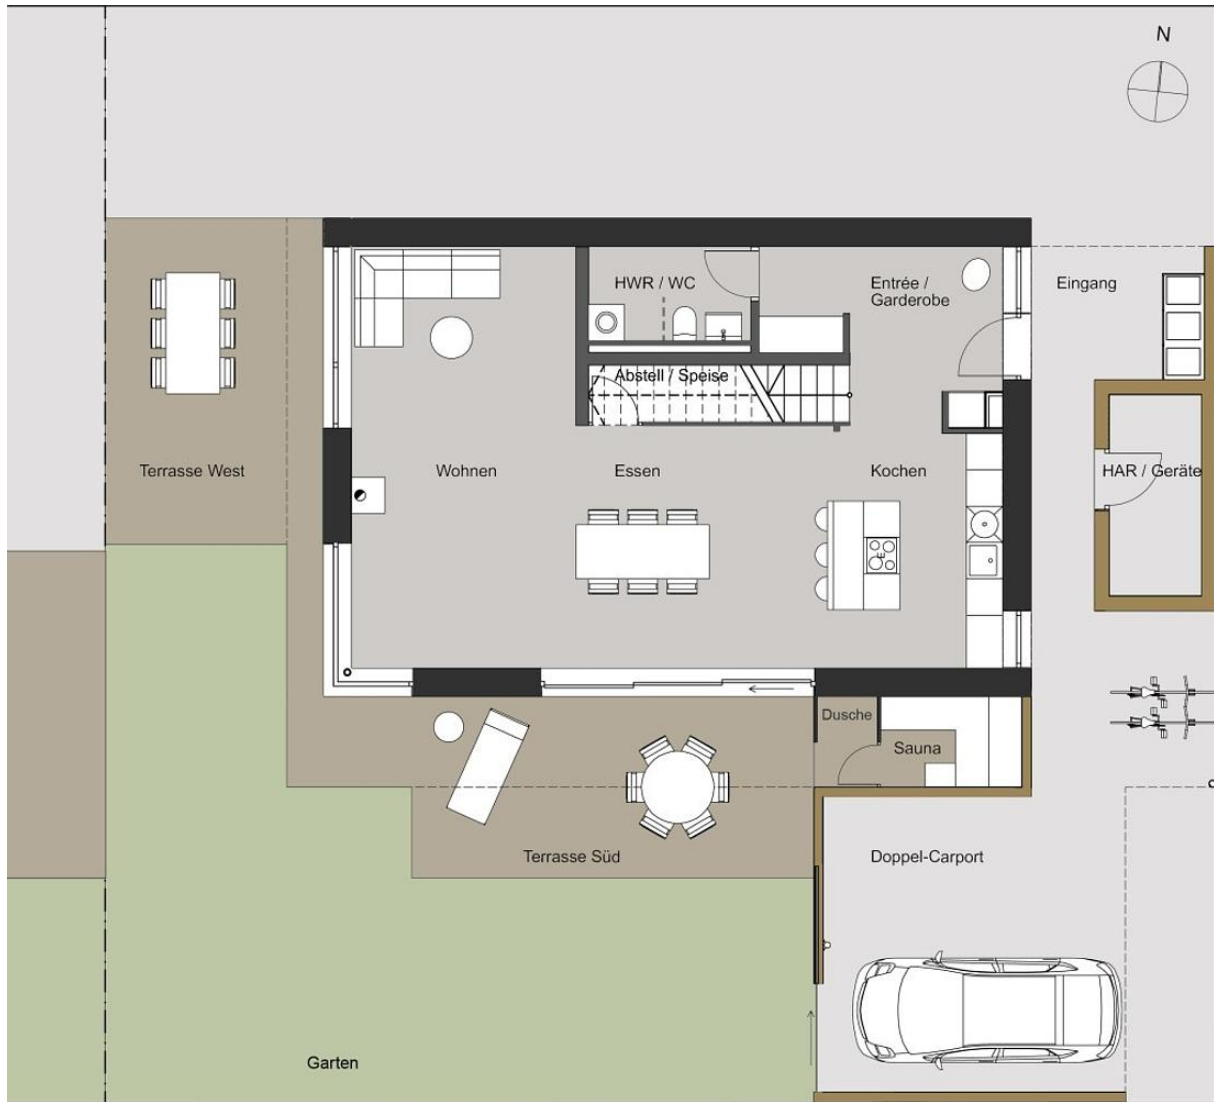 N
HWR / WC
Entrée /
Garderobe
Eingang
Abstell / Speise
Terrasse West
Wohnen
Essen
Kochen
HAR / Geräte
Dusche
Sauna
Terrasse Süd
Doppel-Carport
Garten